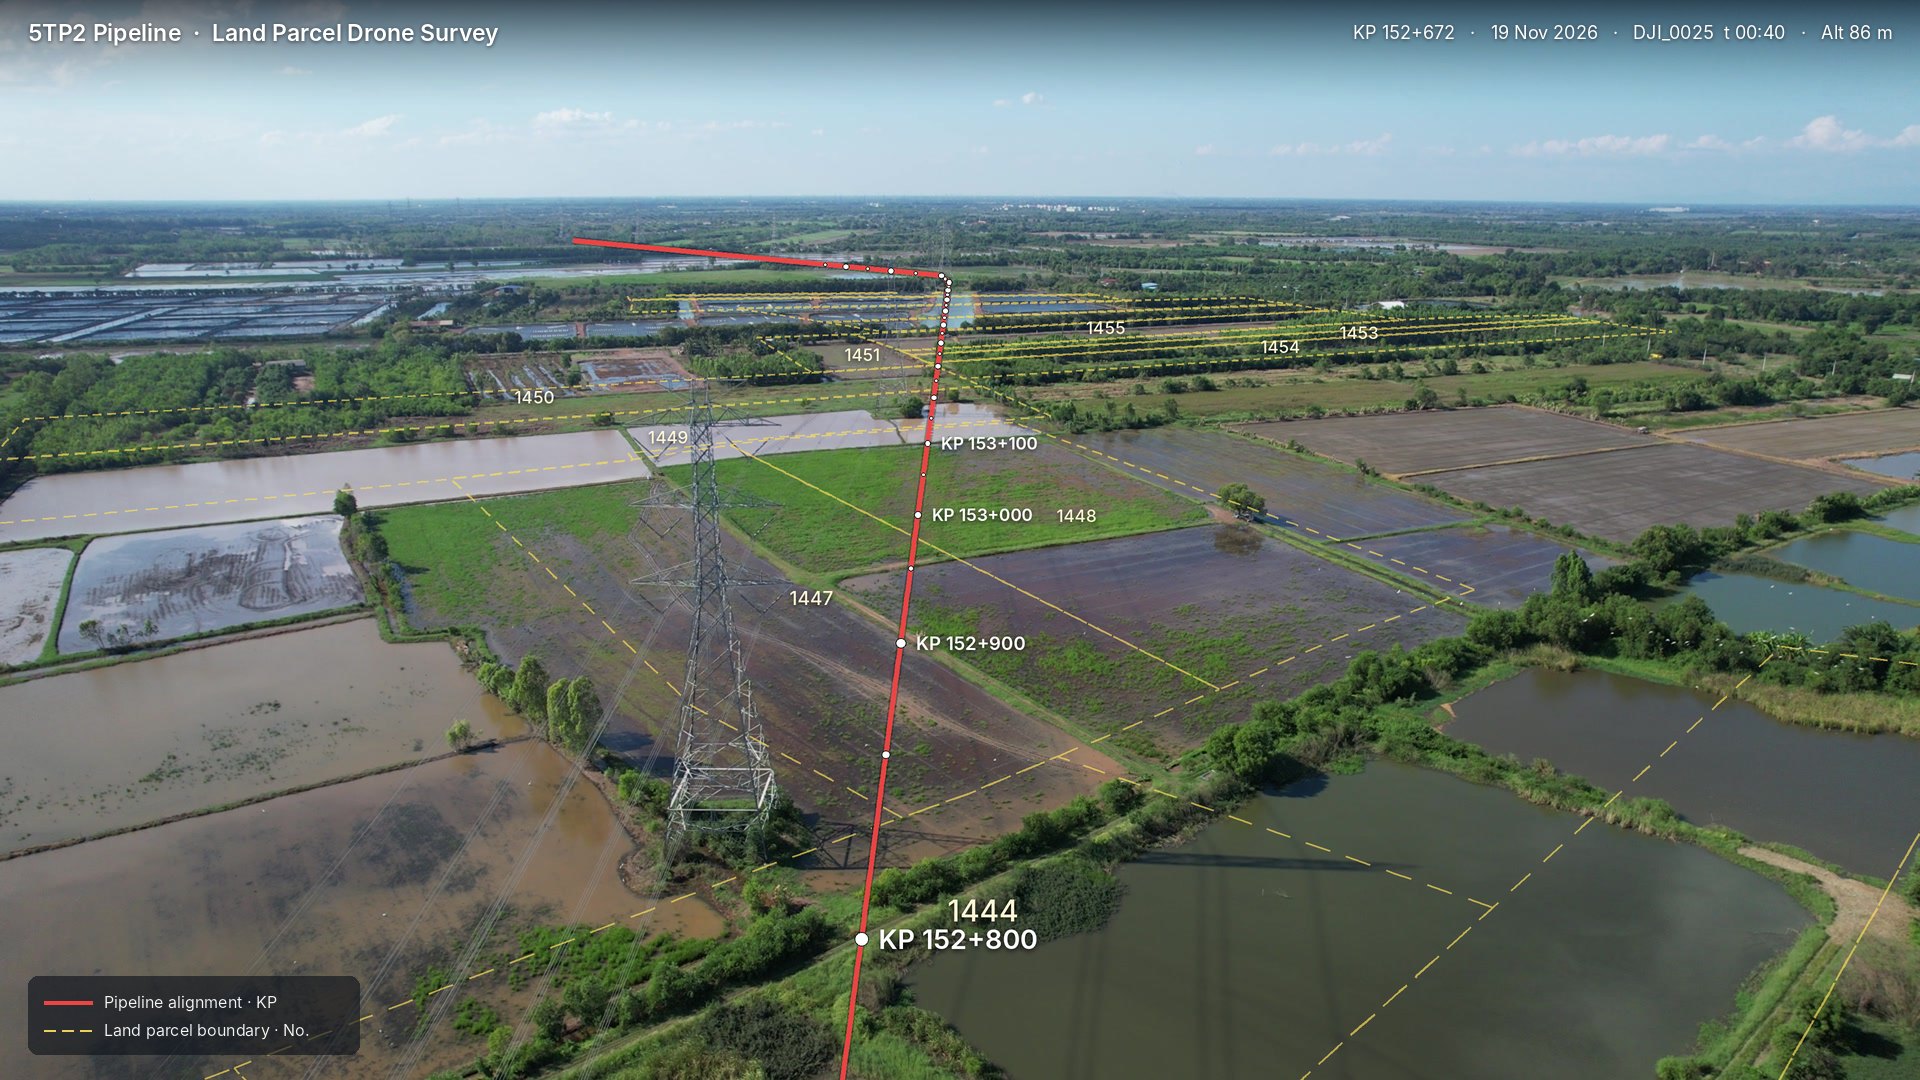 5TP2 Pipeline · Land Parcel Drone Survey
KP 152+672 · 19 Nov 2026 · DJI_0025 t 00:40 · Alt 86 m
1455
1453
1454
1451
1450
1449
KP 153+100
KP 153+000
1448
1447
KP 152+900
1444
KP 152+800
Pipeline alignment · KP
Land parcel boundary · No.